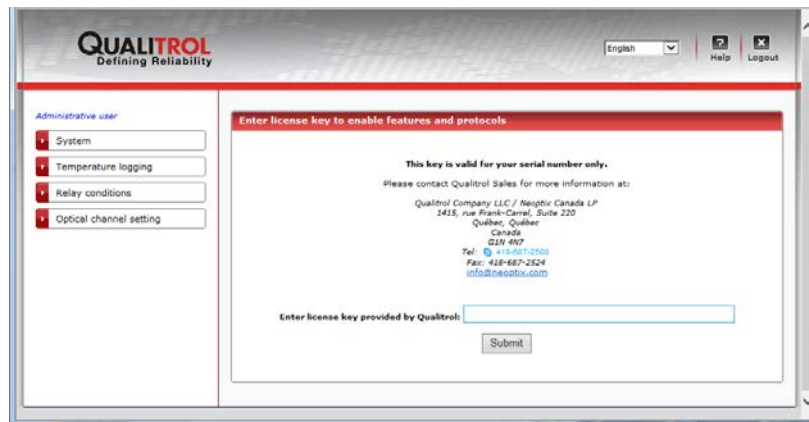 QUALITROL
Defining Reliability
English
Help
Logout
Administrative user
System
Temperature logging
Relay conditions
Optical channel setting
Enter license key to enable features and protocols
This key is valid for your serial number only.
Please contact Qualitrol Sales for more information at:
Qualitrol Company LLC / Neoptix Canada LP
1415, rue Frank-Carrel, Suite 220
Québec, Québec
Canada
G1N 4N7
Tel: 418-687-2500
Fax: 418-687-2524
info@neoptix.com
Enter license key provided by Qualitrol:
Submit